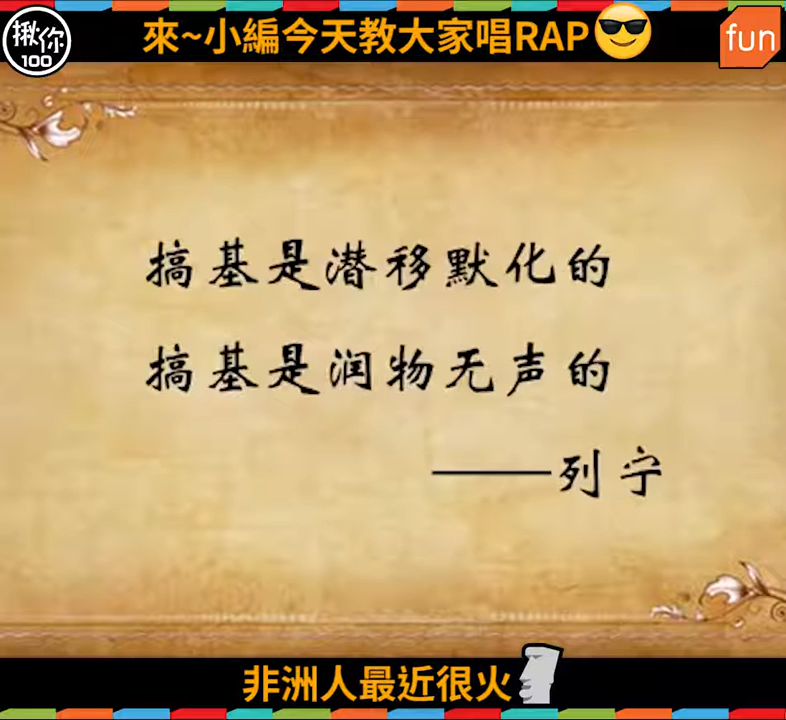 來~小編今天教大家唱RAP
揪你
100
fun
搞基是潜移默化的
搞基是润物无声的
——列宁
非洲人最近很火